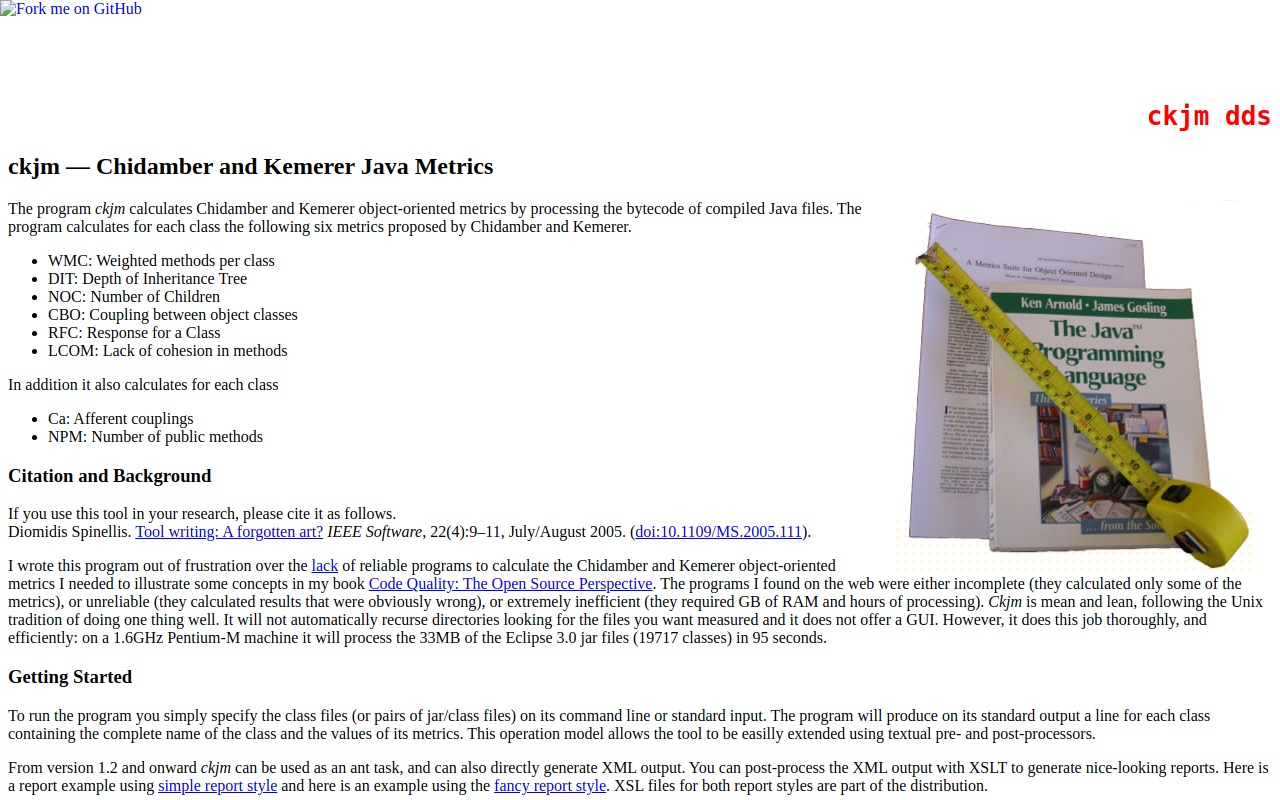 Fork me on GitHub
ckjm dds
ckjm — Chidamber and Kemerer Java Metrics
The program ckjm calculates Chidamber and Kemerer object-oriented metrics by processing the bytecode of compiled Java files. The
program calculates for each class the following six metrics proposed by Chidamber and Kemerer.
• WMC: Weighted methods per class
• DIT: Depth of Inheritance Tree
• NOC: Number of Children
• CBO: Coupling between object classes
• RFC: Response for a Class
• LCOM: Lack of cohesion in methods
In addition it also calculates for each class
• Ca: Afferent couplings
• NPM: Number of public methods
A Metrics Suite for Object Oriented Design
Ken Arnold • James Gosling
The Java™
Programming
Language
... from the
Citation and Background
If you use this tool in your research, please cite it as follows.
Diomidis Spinellis. Tool writing: A forgotten art? IEEE Software, 22(4):9–11, July/August 2005. (doi:10.1109/MS.2005.111).
I wrote this program out of frustration over the lack of reliable programs to calculate the Chidamber and Kemerer object-oriented
metrics I needed to illustrate some concepts in my book Code Quality: The Open Source Perspective. The programs I found on the web were either incomplete (they calculated only some of the
metrics), or unreliable (they calculated results that were obviously wrong), or extremely inefficient (they required GB of RAM and hours of processing). Ckjm is mean and lean, following the Unix
tradition of doing one thing well. It will not automatically recurse directories looking for the files you want measured and it does not offer a GUI. However, it does this job thoroughly, and
efficiently: on a 1.6GHz Pentium-M machine it will process the 33MB of the Eclipse 3.0 jar files (19717 classes) in 95 seconds.
Getting Started
To run the program you simply specify the class files (or pairs of jar/class files) on its command line or standard input. The program will produce on its standard output a line for each class
containing the complete name of the class and the values of its metrics. This operation model allows the tool to be easilly extended using textual pre- and post-processors.
From version 1.2 and onward ckjm can be used as an ant task, and can also directly generate XML output. You can post-process the XML output with XSLT to generate nice-looking reports. Here is
a report example using simple report style and here is an example using the fancy report style. XSL files for both report styles are part of the distribution.